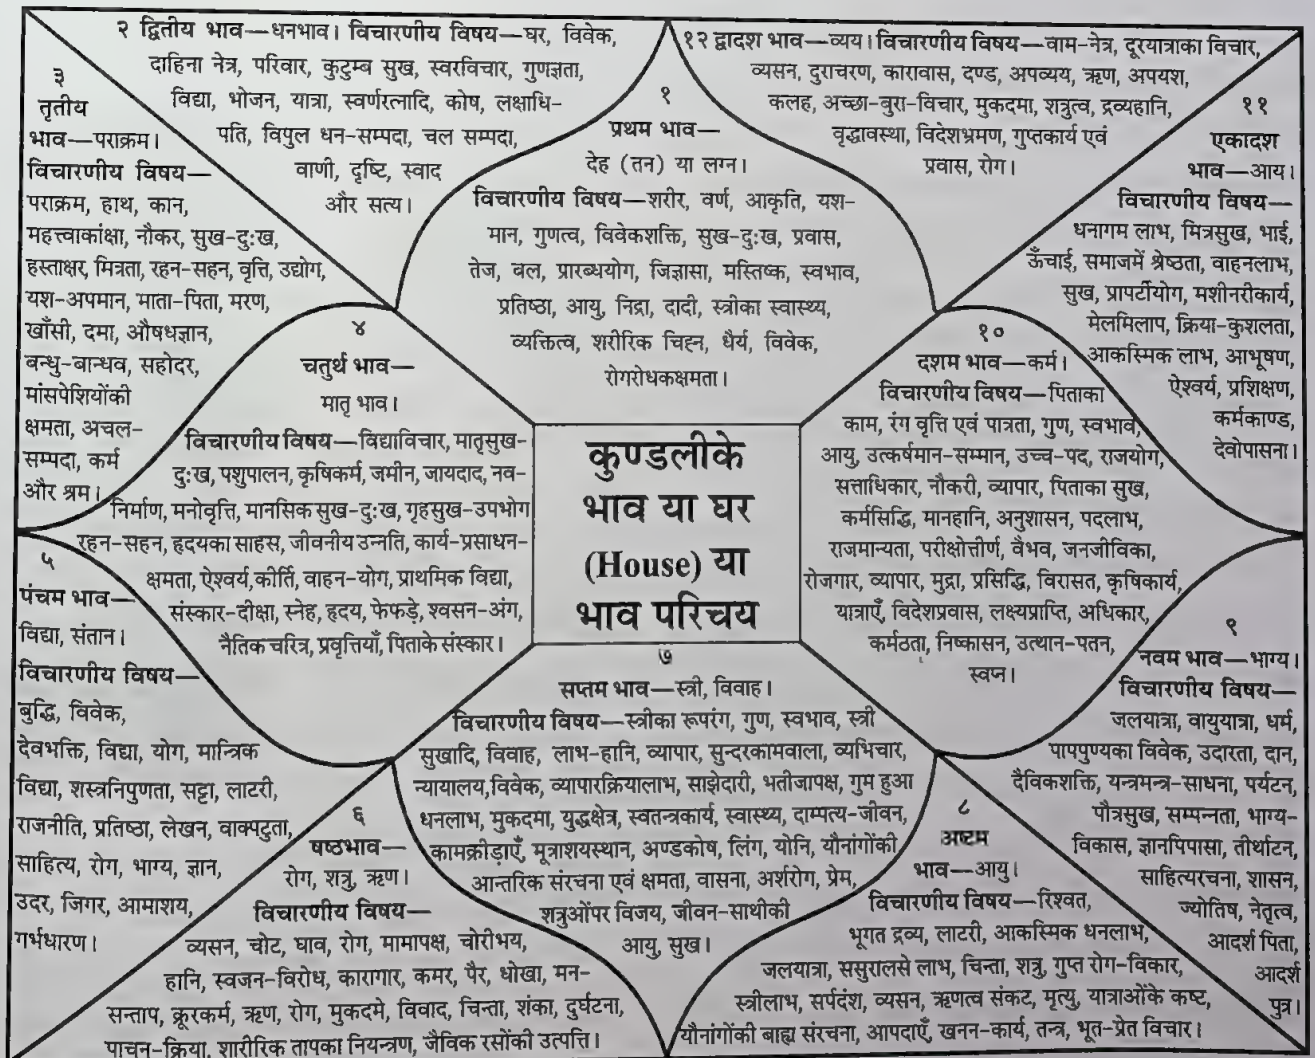 २ द्वितीय भाव—धनभाव। विचारणीय विषय—घर, विवेक,
दाहिना नेत्र, परिवार, कुटुम्ब सुख, स्वरविचार, गुणज्ञता,
विद्या, भोजन, यात्रा, स्वर्णरत्नादि, कोष, लक्षाधि-
पति, विपुल धन-सम्पदा, चल सम्पदा,
वाणी, दृष्टि, स्वाद
और सत्य।
१२ द्वादश भाव—व्यय। विचारणीय विषय—वाम-नेत्र, दूरयात्राका विचार,
व्यसन, दुराचरण, कारावास, दण्ड, अपव्यय, ऋण, अपयश,
कलह, अच्छा-बुरा-विचार, मुकदमा, शत्रुत्व, द्रव्यहानि,
वृद्धावस्था, विदेशभ्रमण, गुप्तकार्य एवं
प्रवास, रोग।
३
तृतीय
भाव—पराक्रम।
विचारणीय विषय—
पराक्रम, हाथ, कान,
महत्त्वाकांक्षा, नौकर, सुख-दुःख,
हस्ताक्षर, मित्रता, रहन-सहन, वृत्ति, उद्योग,
यश-अपमान, माता-पिता, मरण,
खाँसी, दमा, औषधज्ञान,
बन्धु-बान्धव, सहोदर,
मांसपेशियोंकी
क्षमता, अचल-
सम्पदा, कर्म
और श्रम।
१
प्रथम भाव—
देह (तन) या लग्न।
विचारणीय विषय—शरीर, वर्ण, आकृति, यश-
मान, गुणत्व, विवेकशक्ति, सुख-दुःख, प्रवास,
तेज, बल, प्रारब्धयोग, जिज्ञासा, मस्तिष्क, स्वभाव,
प्रतिष्ठा, आयु, निद्रा, दादी, स्त्रीका स्वास्थ्य,
व्यक्तित्व, शरीरिक चिह्न, धैर्य, विवेक,
रोगरोधकक्षमता।
११
एकादश
भाव—आय।
विचारणीय विषय—
धनागम लाभ, मित्रसुख, भाई,
ऊँचाई, समाजमें श्रेष्ठता, वाहनलाभ,
सुख, प्रापर्टीयोग, मशीनरीकार्य,
मेलमिलाप, क्रिया-कुशलता,
आकस्मिक लाभ, आभूषण,
ऐश्वर्य, प्रशिक्षण,
कर्मकाण्ड,
देवोपासना।
४
चतुर्थ भाव—
मातृ भाव।
विचारणीय विषय—विद्याविचार, मातृसुख-
दुःख, पशुपालन, कृषिकर्म, जमीन, जायदाद, नव-
निर्माण, मनोवृत्ति, मानसिक सुख-दुःख, गृहसुख-उपभोग
रहन-सहन, हृदयका साहस, जीवनीय उन्नति, कार्य-प्रसाधन-
क्षमता, ऐश्वर्य, कीर्ति, वाहन-योग, प्राथमिक विद्या,
संस्कार-दीक्षा, स्नेह, हृदय, फेफड़े, श्वसन-अंग,
नैतिक चरित्र, प्रवृत्तियाँ, पिताके संस्कार।
कुण्डलीके
भाव या घर
(House) या
भाव परिचय
१०
दशम भाव—कर्म।
विचारणीय विषय—पिताका
काम, रंग वृत्ति एवं पात्रता, गुण, स्वभाव,
आयु, उत्कर्षमान-सम्मान, उच्च-पद, राजयोग,
सत्ताधिकार, नौकरी, व्यापार, पिताका सुख,
कर्मसिद्धि, मानहानि, अनुशासन, पदलाभ,
राजमान्यता, परीक्षोत्तीर्ण, वैभव, जनजीविका,
रोजगार, व्यापार, मुद्रा, प्रसिद्धि, विरासत, कृषिकार्य,
यात्राएँ, विदेशप्रवास, लक्ष्यप्राप्ति, अधिकार,
कर्मठता, निष्कासन, उत्थान-पतन,
स्वप्न।
५
पंचम भाव—
विद्या, संतान।
विचारणीय विषय—
बुद्धि, विवेक,
देवभक्ति, विद्या, योग, मान्त्रिक
विद्या, शस्त्रनिपुणता, सट्टा, लाटरी,
राजनीति, प्रतिष्ठा, लेखन, वाक्पटुता,
साहित्य, रोग, भाग्य, ज्ञान,
उदर, जिगर, आमाशय,
गर्भधारण।
७
सप्तम भाव—स्त्री, विवाह।
विचारणीय विषय—स्त्रीका रूपरंग, गुण, स्वभाव, स्त्री
सुखादि, विवाह, लाभ-हानि, व्यापार, सुन्दरकामवाला, व्यभिचार,
न्यायालय, विवेक, व्यापारक्रियालाभ, साझेदारी, भतीजापक्ष, गुम हुआ
धनलाभ, मुकदमा, युद्धक्षेत्र, स्वतन्त्रकार्य, स्वास्थ्य, दाम्पत्य-जीवन,
कामक्रीड़ाएँ, मूत्राशयस्थान, अण्डकोष, लिंग, योनि, यौनांगोंकी
आन्तरिक संरचना एवं क्षमता, वासना, अर्शरोग, प्रेम,
शत्रुओंपर विजय, जीवन-साथीकी
आयु, सुख।
९
नवम भाव—भाग्य।
विचारणीय विषय—
जलयात्रा, वायुयात्रा, धर्म,
पापपुण्यका विवेक, उदारता, दान,
दैविकशक्ति, यन्त्रमन्त्र-साधना, पर्यटन,
पौत्रसुख, सम्पन्नता, भाग्य-
विकास, ज्ञानपिपासा, तीर्थाटन,
साहित्यरचना, शासन,
ज्योतिष, नेतृत्व,
आदर्श पिता,
आदर्श
पुत्र।
६
षष्ठभाव—
रोग, शत्रु, ऋण।
विचारणीय विषय—
व्यसन, चोट, घाव, रोग, मामापक्ष, चोरीभय,
हानि, स्वजन-विरोध, कारागार, कमर, पैर, धोखा, मन-
सन्ताप, क्रूरकर्म, ऋण, रोग, मुकदमे, विवाद, चिन्ता, शंका, दुर्घटना,
पाचन-क्रिया, शारीरिक तापका नियन्त्रण, जैविक रसोंकी उत्पत्ति।
८
अष्टम
भाव—आयु।
विचारणीय विषय—रिश्वत,
भूगत द्रव्य, लाटरी, आकस्मिक धनलाभ,
जलयात्रा, ससुरालसे लाभ, चिन्ता, शत्रु, गुप्त रोग-विकार,
स्त्रीलाभ, सर्पदंश, व्यसन, ऋणत्व संकट, मृत्यु, यात्राओंके कष्ट,
यौनांगोंकी बाह्य संरचना, आपदाएँ, खनन-कार्य, तन्त्र, भूत-प्रेत विचार।